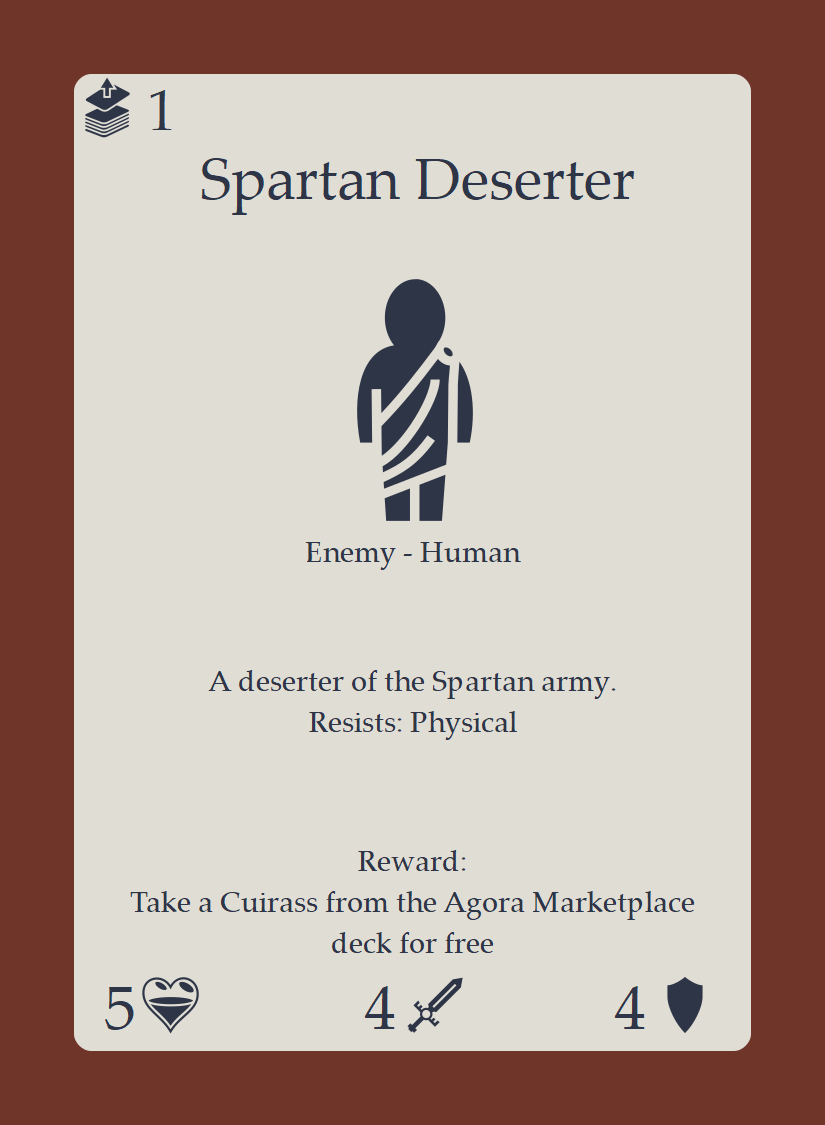 1
Spartan Deserter
Enemy - Human
A deserter of the Spartan army.
Resists: Physical
Reward:
Take a Cuirass from the Agora Marketplace
deck for free
5 4 4